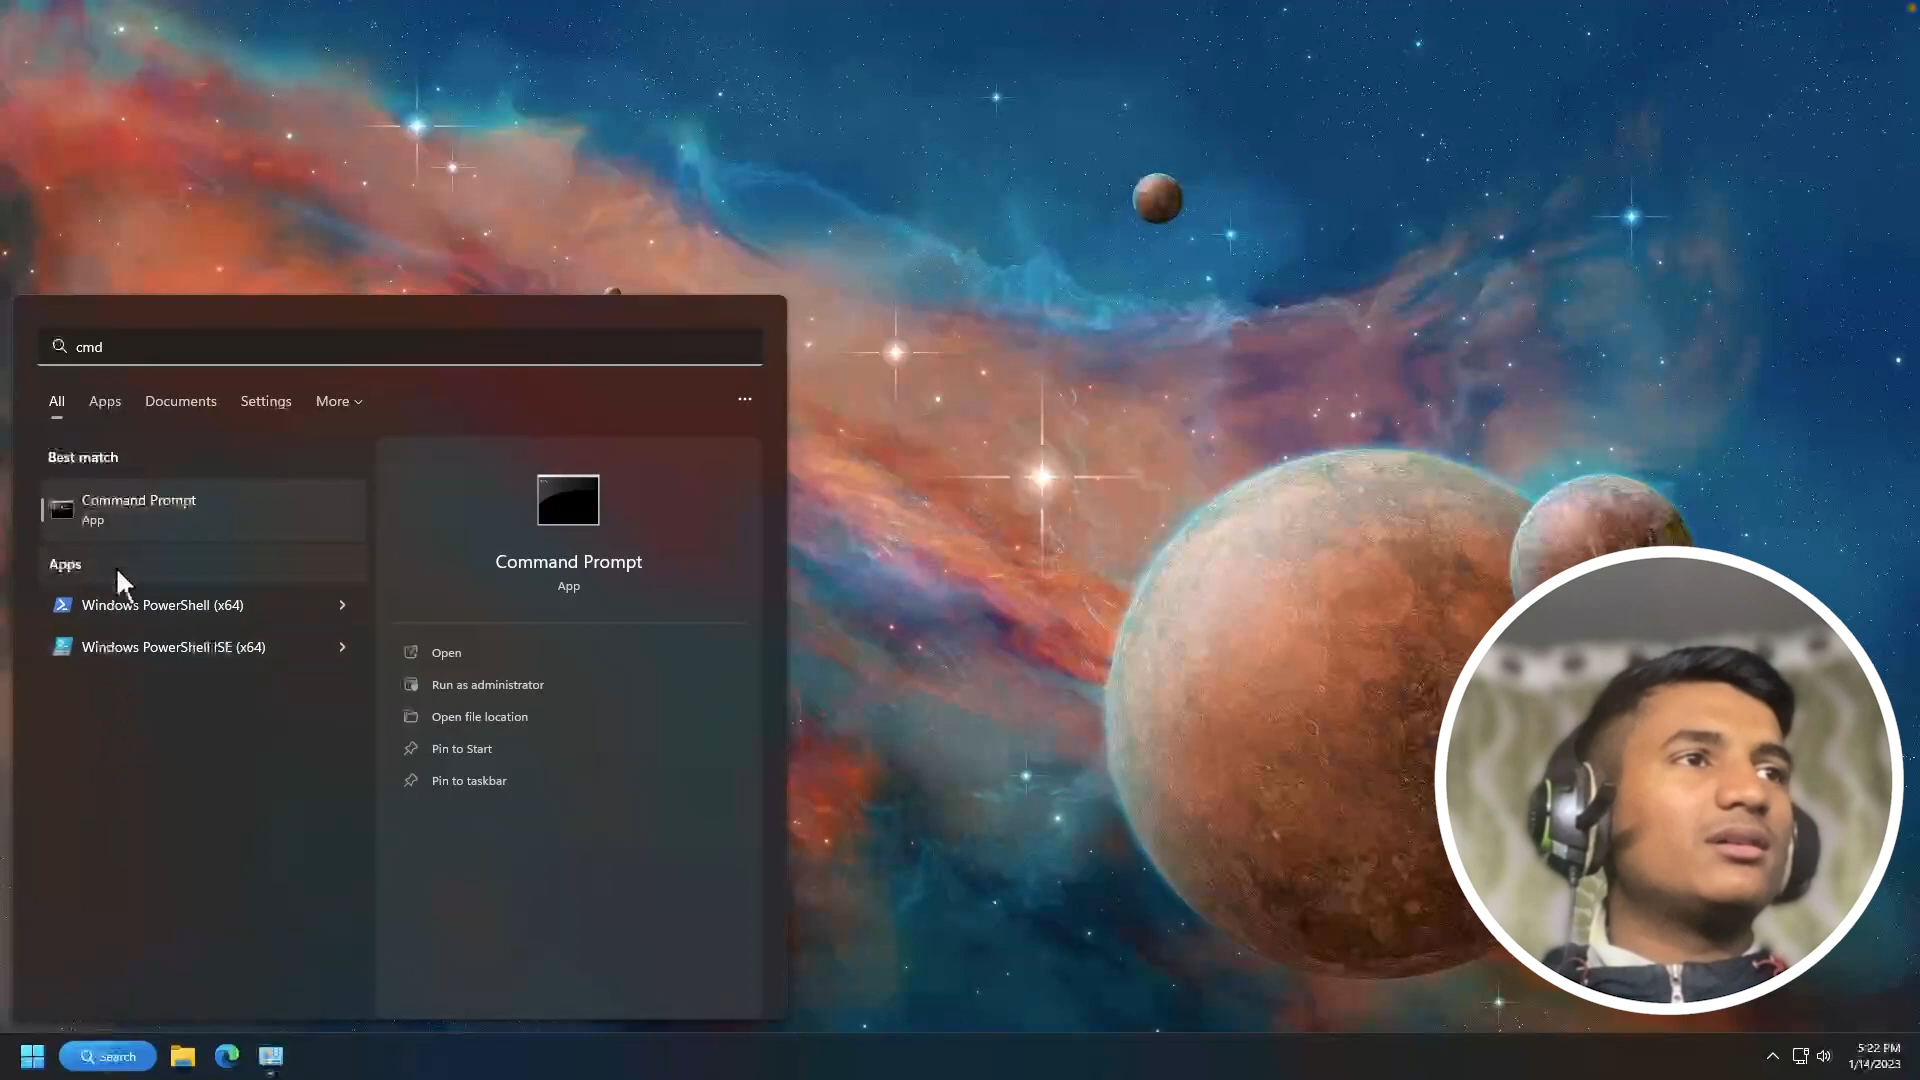 cmd
All Apps Documents Settings More
Best match
Command Prompt
App
Apps
Windows PowerShell (x64)
Windows PowerShell ISE (x64)
Command Prompt
App
Open
Run as administrator
Open file location
Pin to Start
Pin to taskbar
Search
5:22 PM
1/14/2023